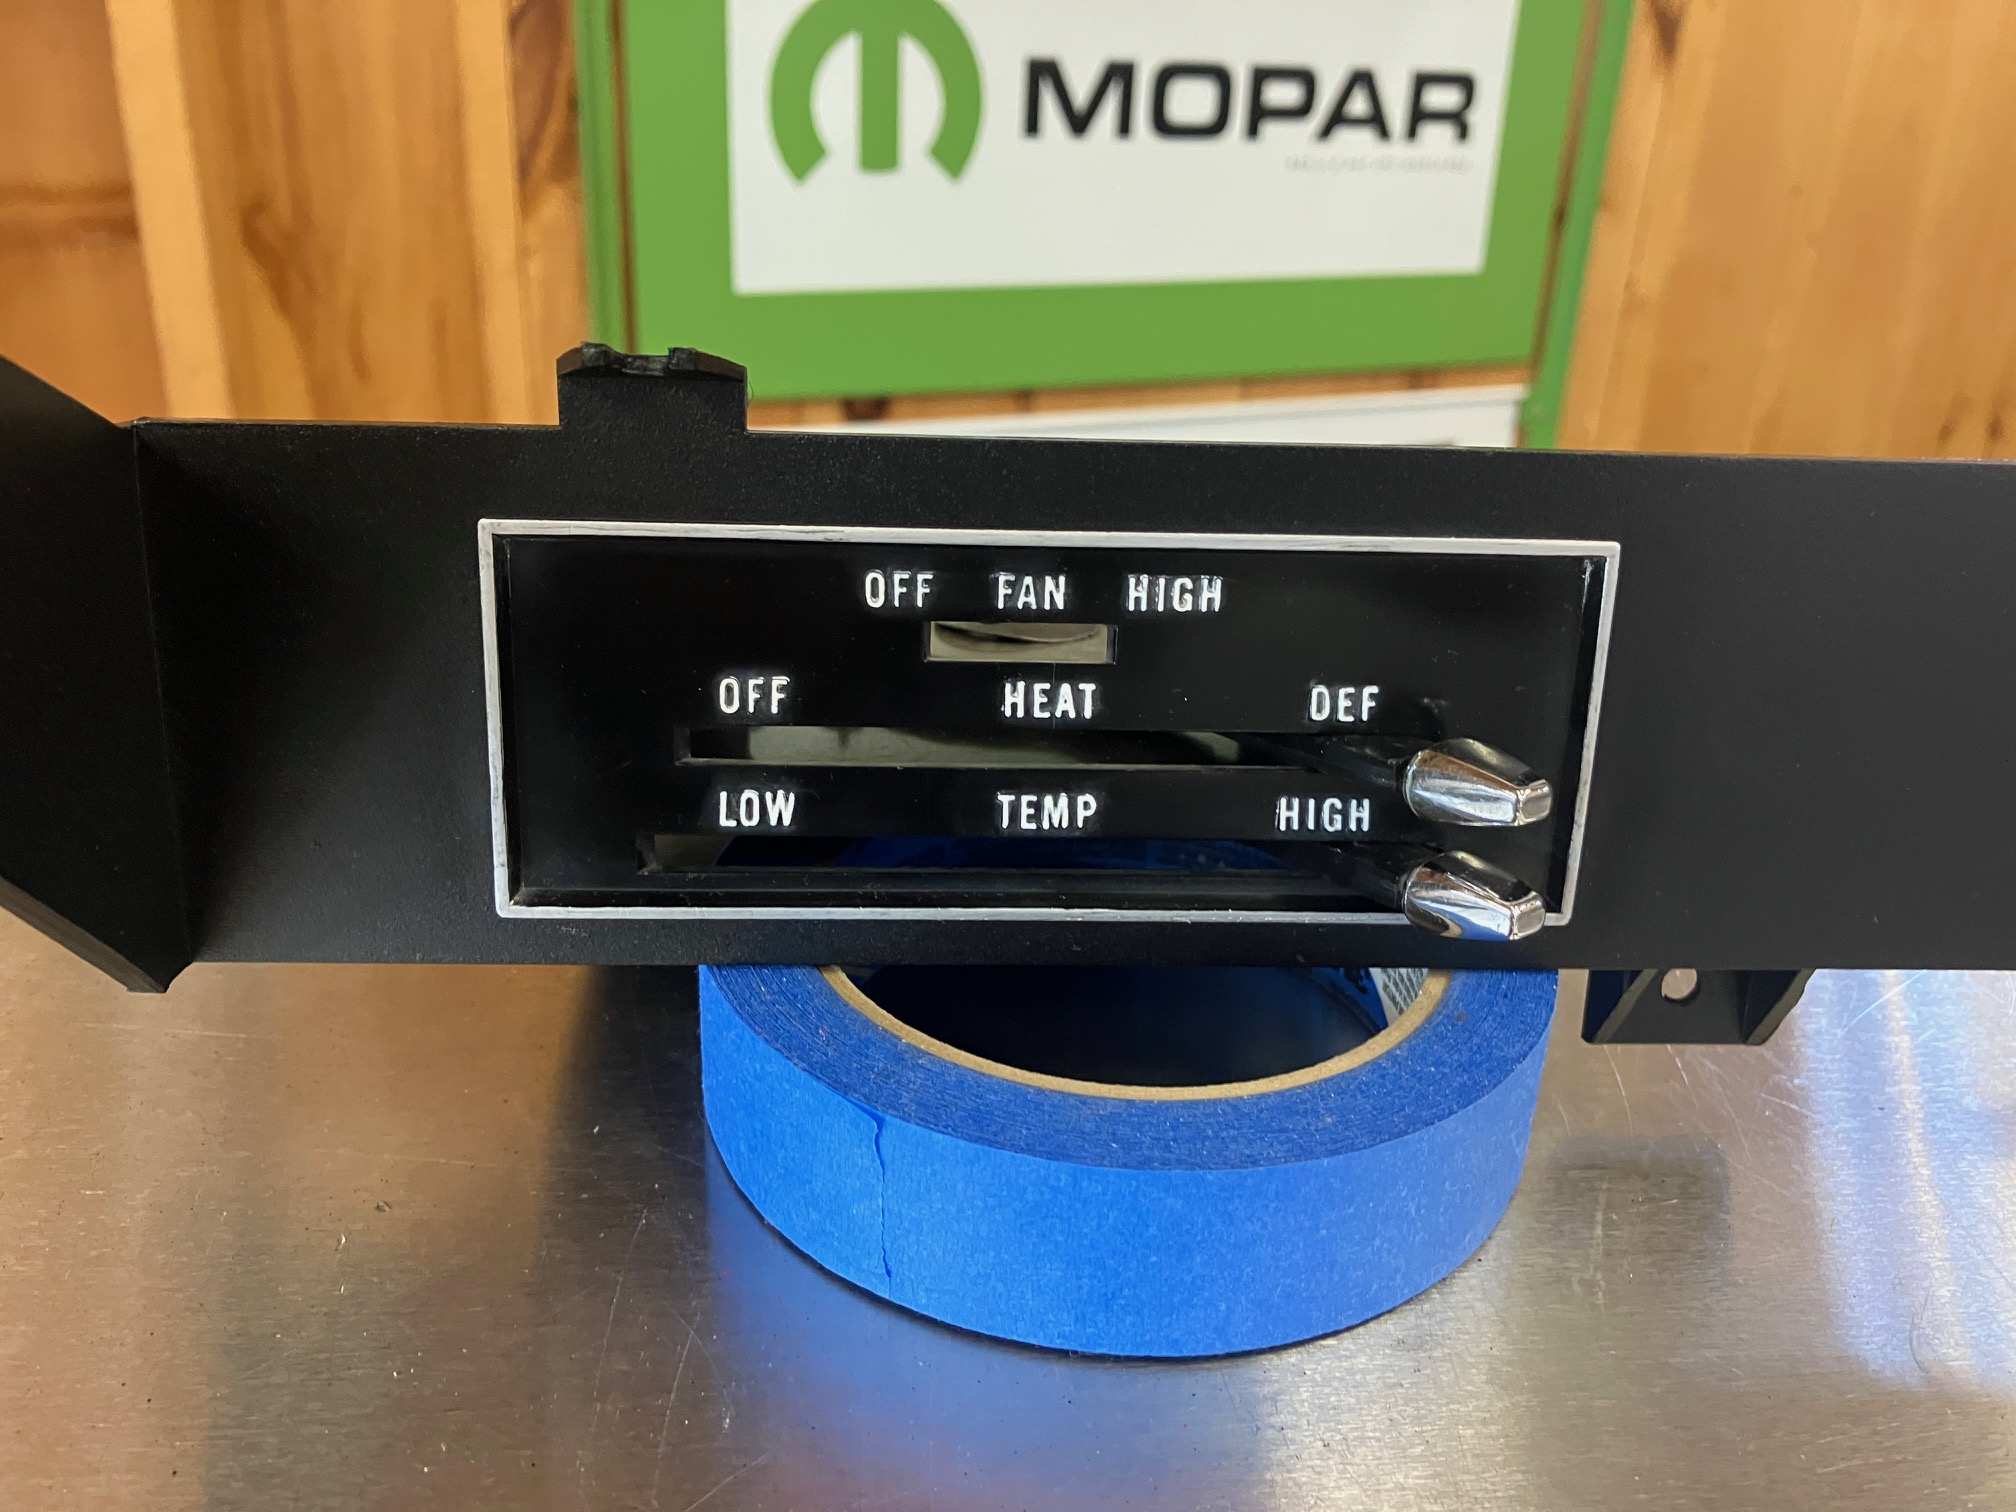 MOPAR
OFF FAN HIGH
OFF HEAT DEF
LOW TEMP HIGH